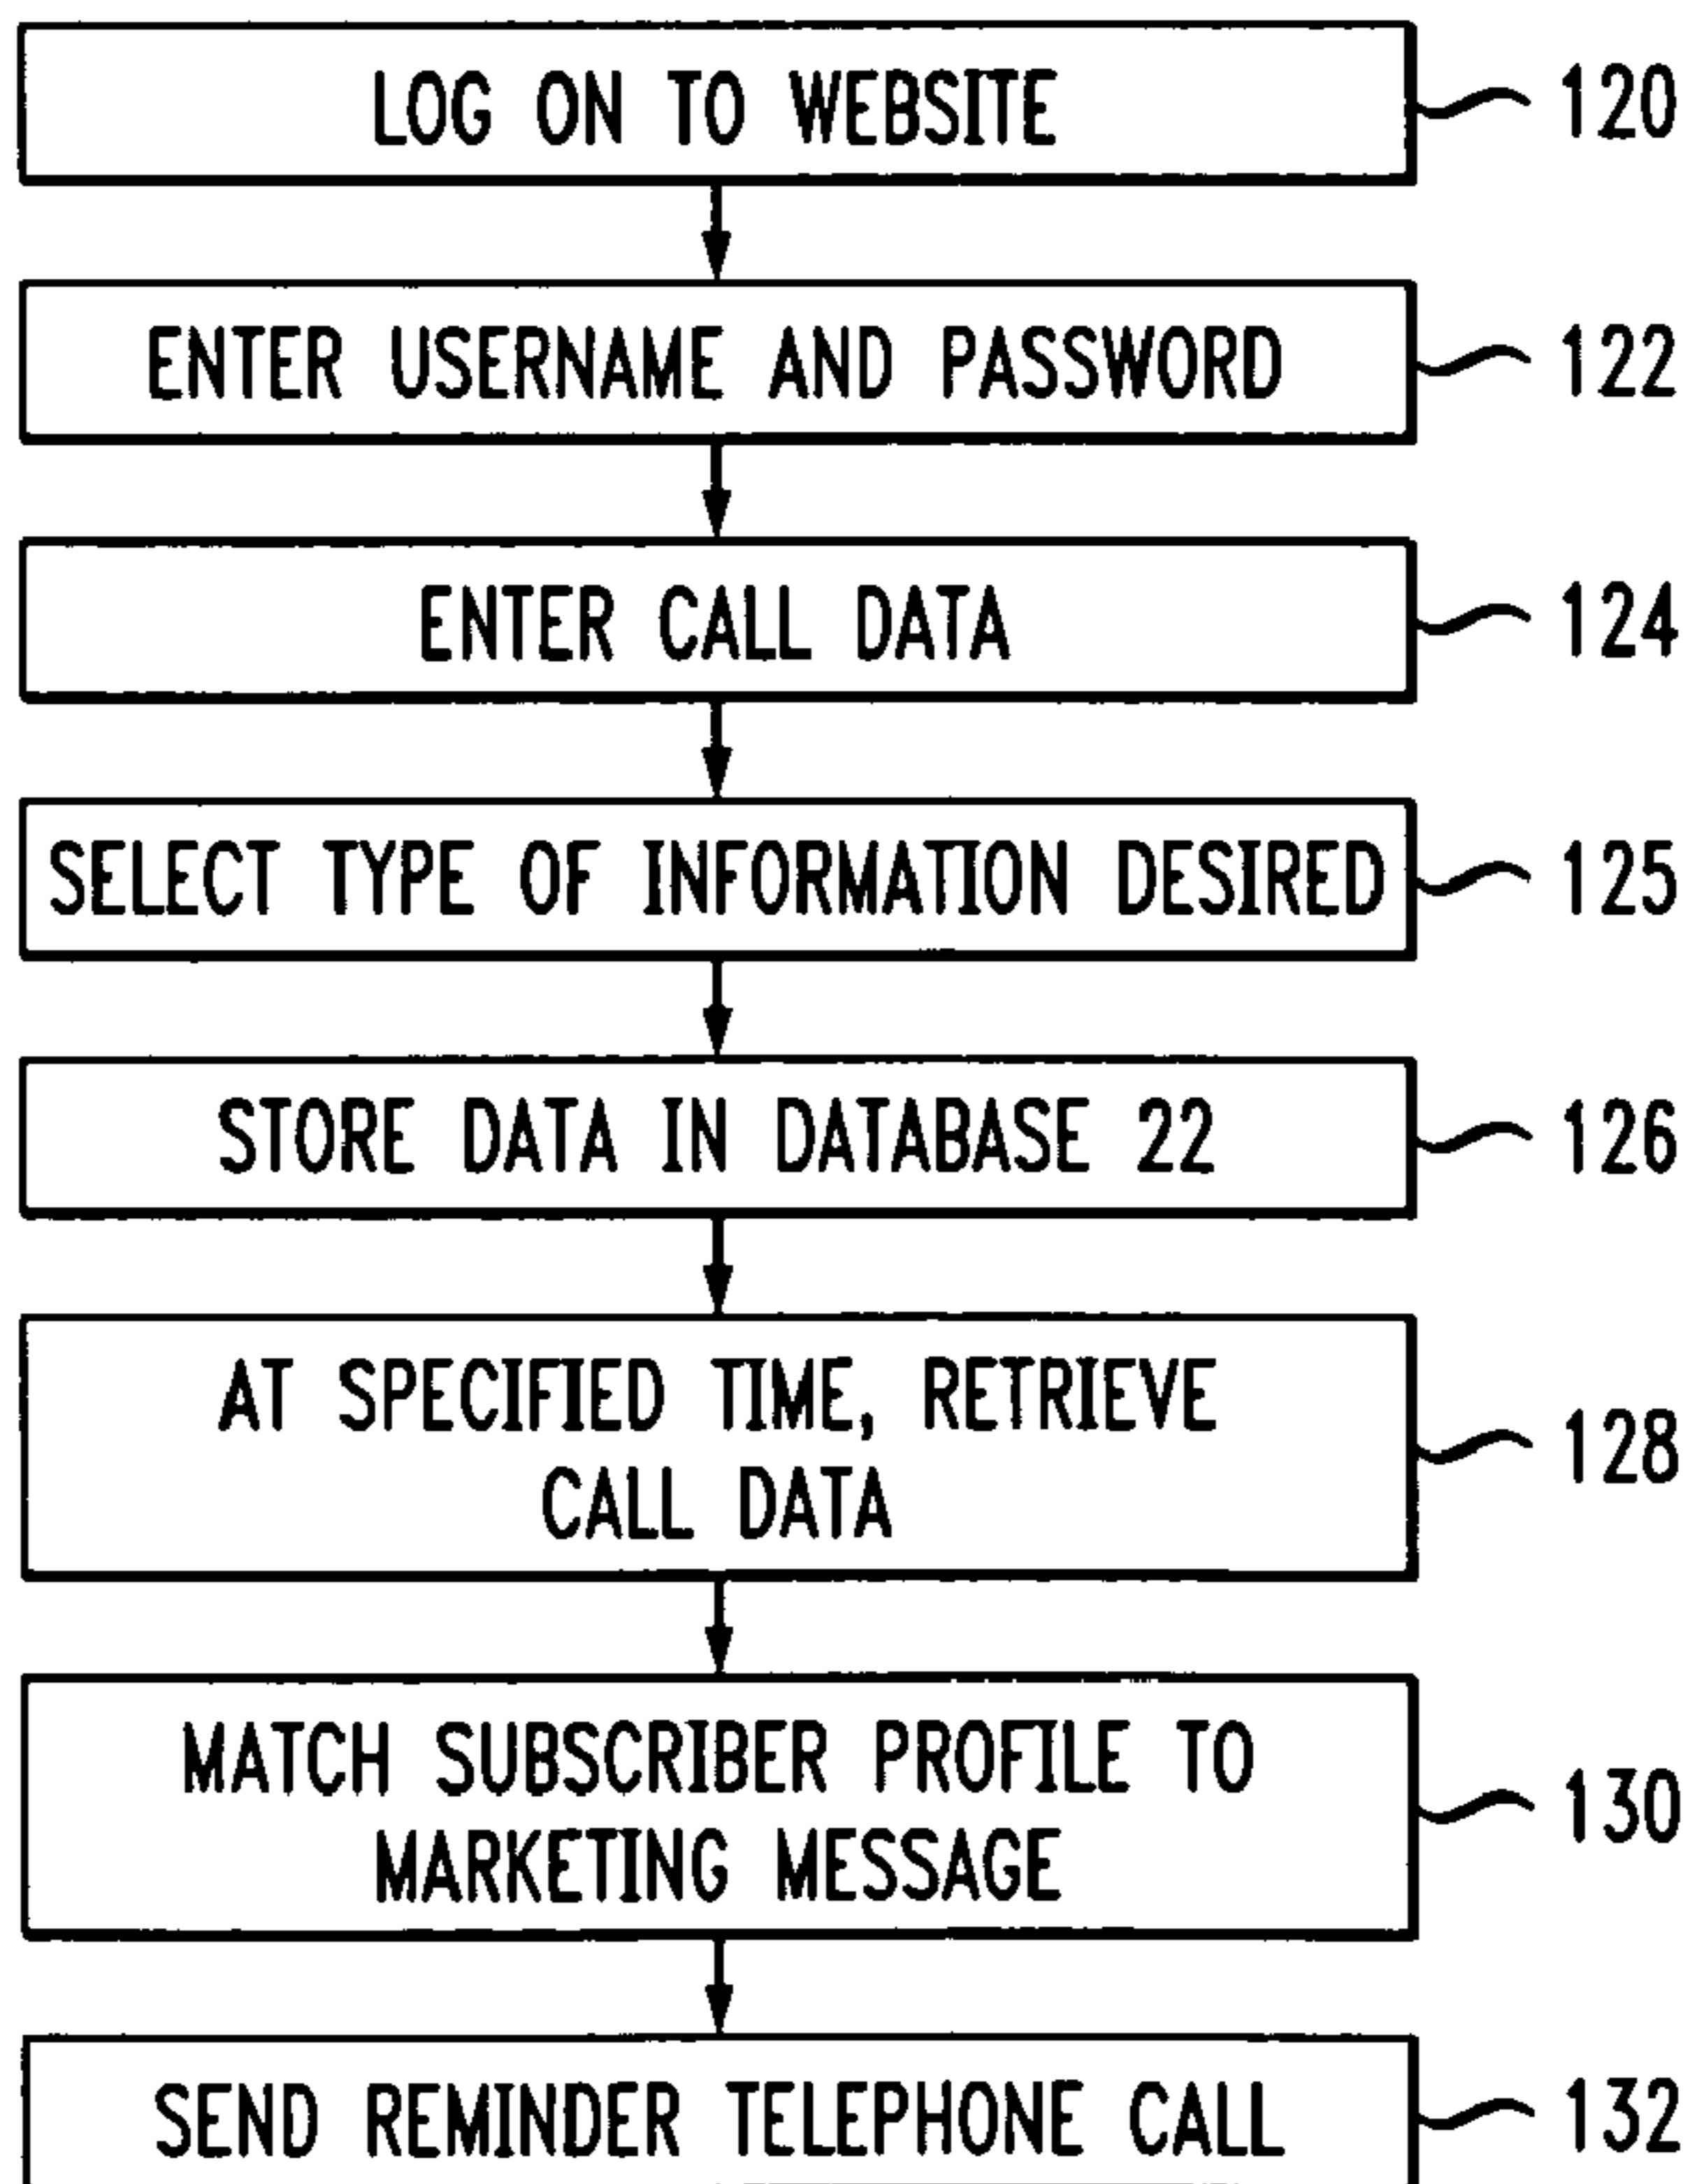 LOG ON TO WEBSITE 120
ENTER USERNAME AND PASSWORD 122
ENTER CALL DATA 124
SELECT TYPE OF INFORMATION DESIRED 125
STORE DATA IN DATABASE 22 126
AT SPECIFIED TIME, RETRIEVE
CALL DATA 128
MATCH SUBSCRIBER PROFILE TO
MARKETING MESSAGE 130
SEND REMINDER TELEPHONE CALL 132